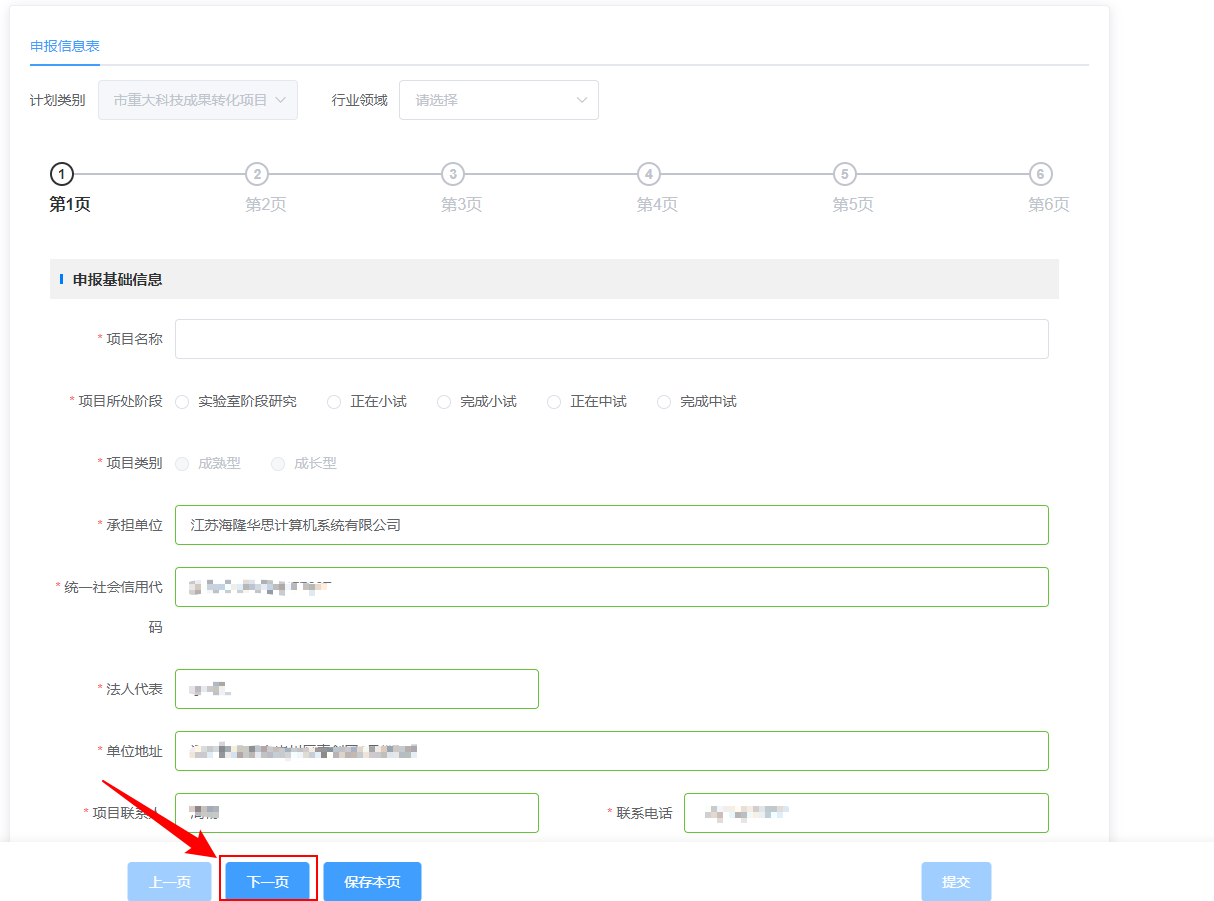 申报信息表
计划类别 市重大科技成果转化项目 行业领域 请选择
1 2 3 4 5 6
第1页 第2页 第3页 第4页 第5页 第6页
申报基础信息
* 项目名称
* 项目所处阶段 实验室阶段研究 正在小试 完成小试 正在中试 完成中试
* 项目类别 成熟型 成长型
* 承担单位 江苏海隆华思计算机系统有限公司
* 统一社会信用代
码
* 法人代表
* 单位地址
* 项目联系人 * 联系电话
上一页 下一页 保存本页 提交